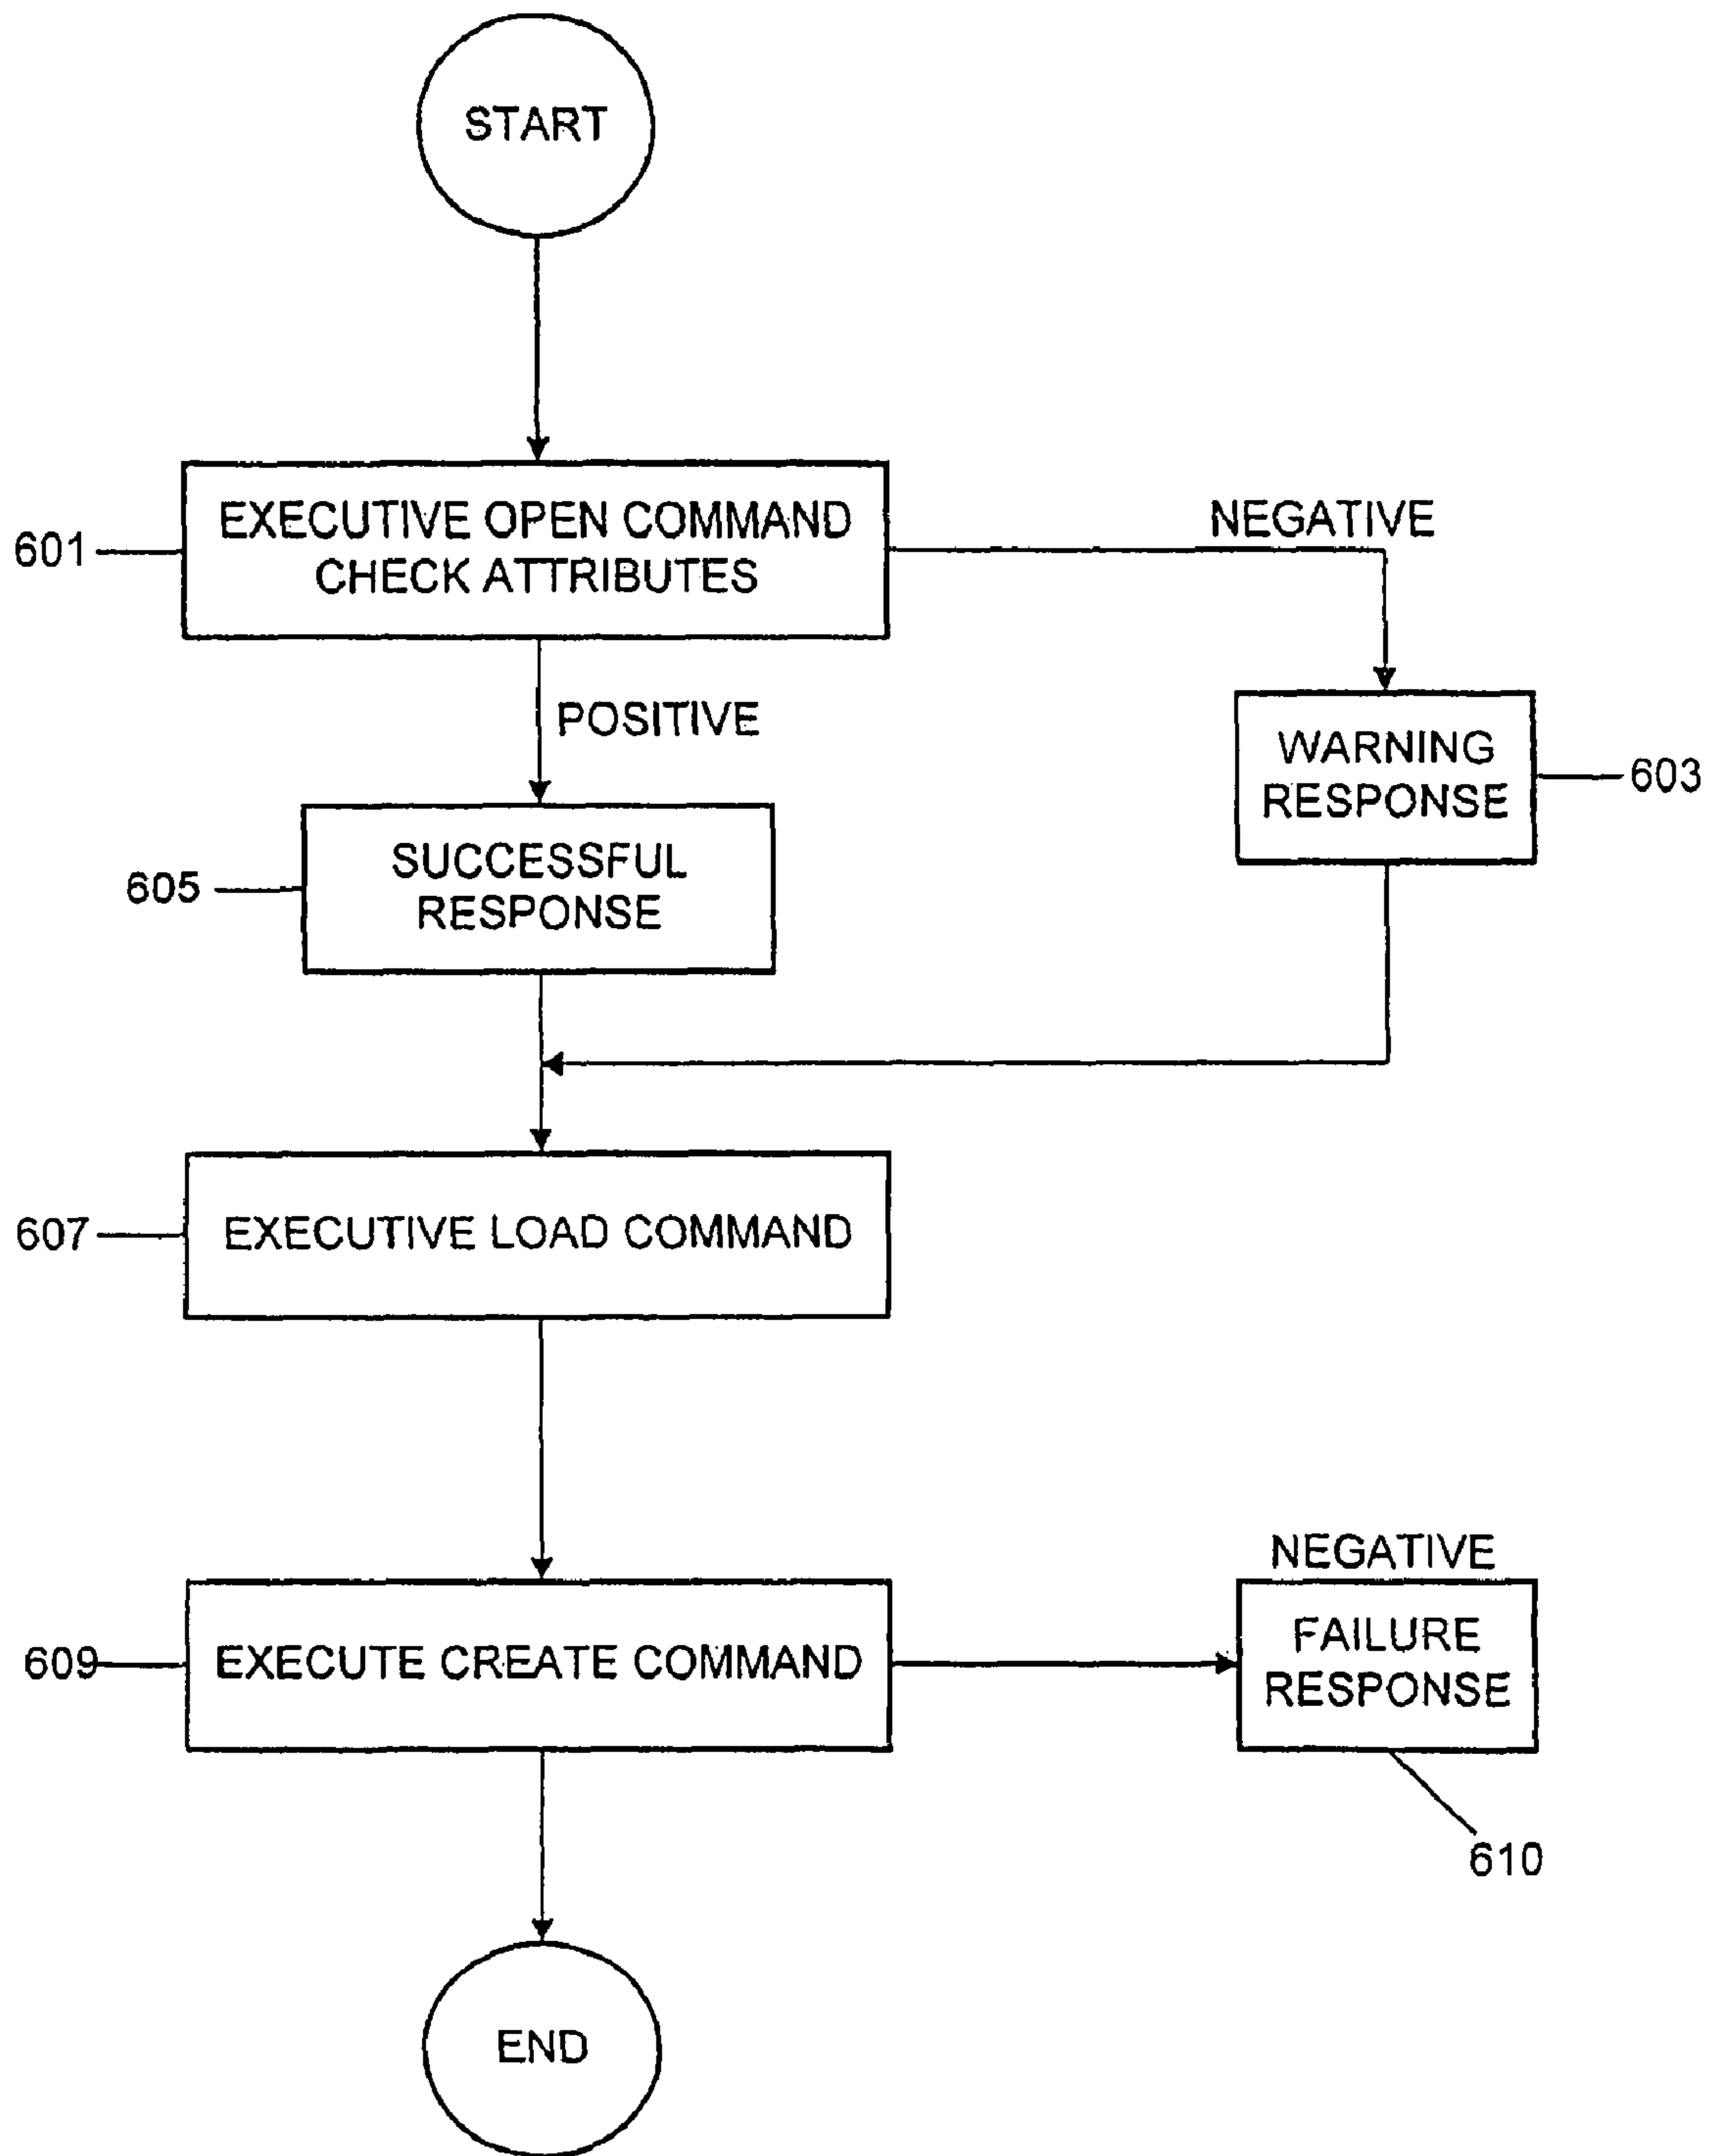 START
601
EXECUTIVE OPEN COMMAND
CHECK ATTRIBUTES
NEGATIVE
POSITIVE
WARNING
RESPONSE
603
605
SUCCESSFUL
RESPONSE
607
EXECUTIVE LOAD COMMAND
609
EXECUTE CREATE COMMAND
NEGATIVE
FAILURE
RESPONSE
610
END